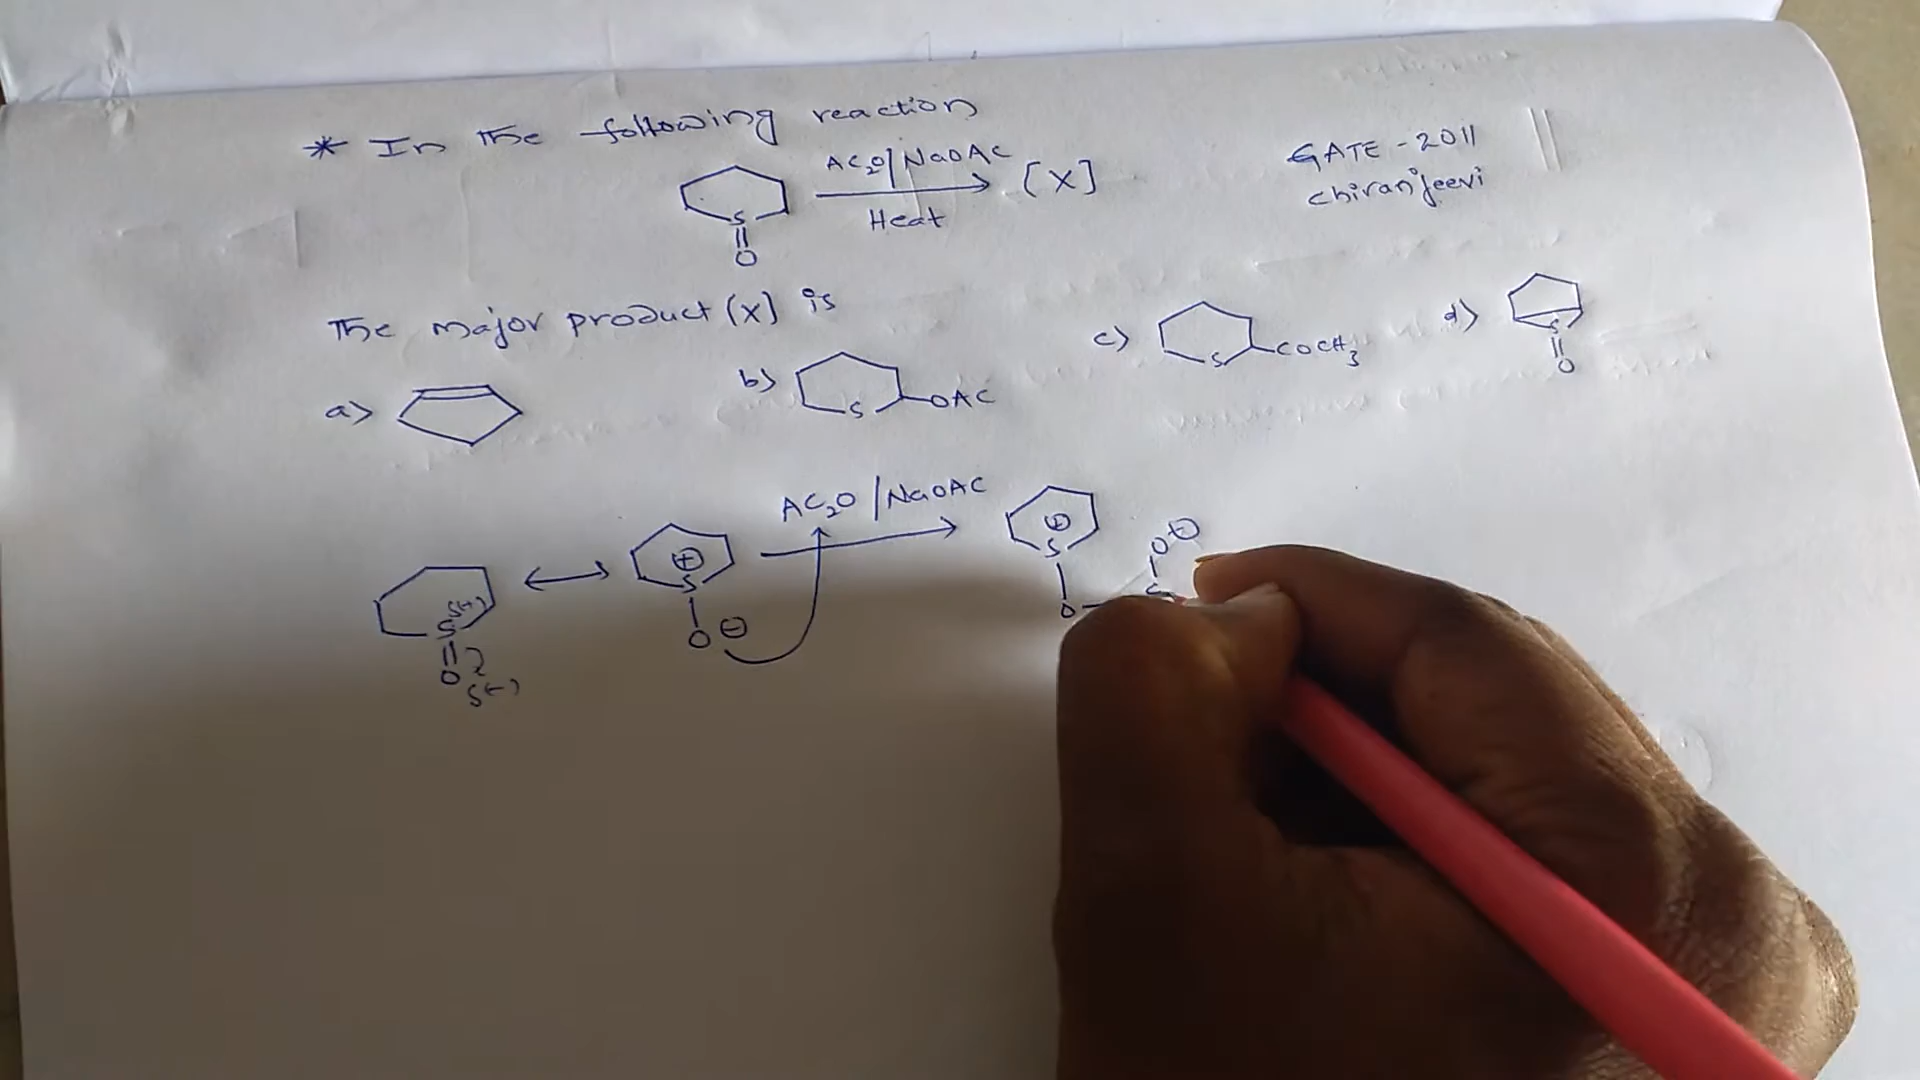 * In the following reaction
AC₂O/NaOAC
[X]
Heat
S
O
GATE - 2011
chiranjeevi
The major product (X) is
a)
b) S OAC
c) S COCH₃
d) S O
AC₂O/NaOAC
S δ(+) O δ(-)
S ⊕ O ⊖
S ⊕ O
O ⊖
C